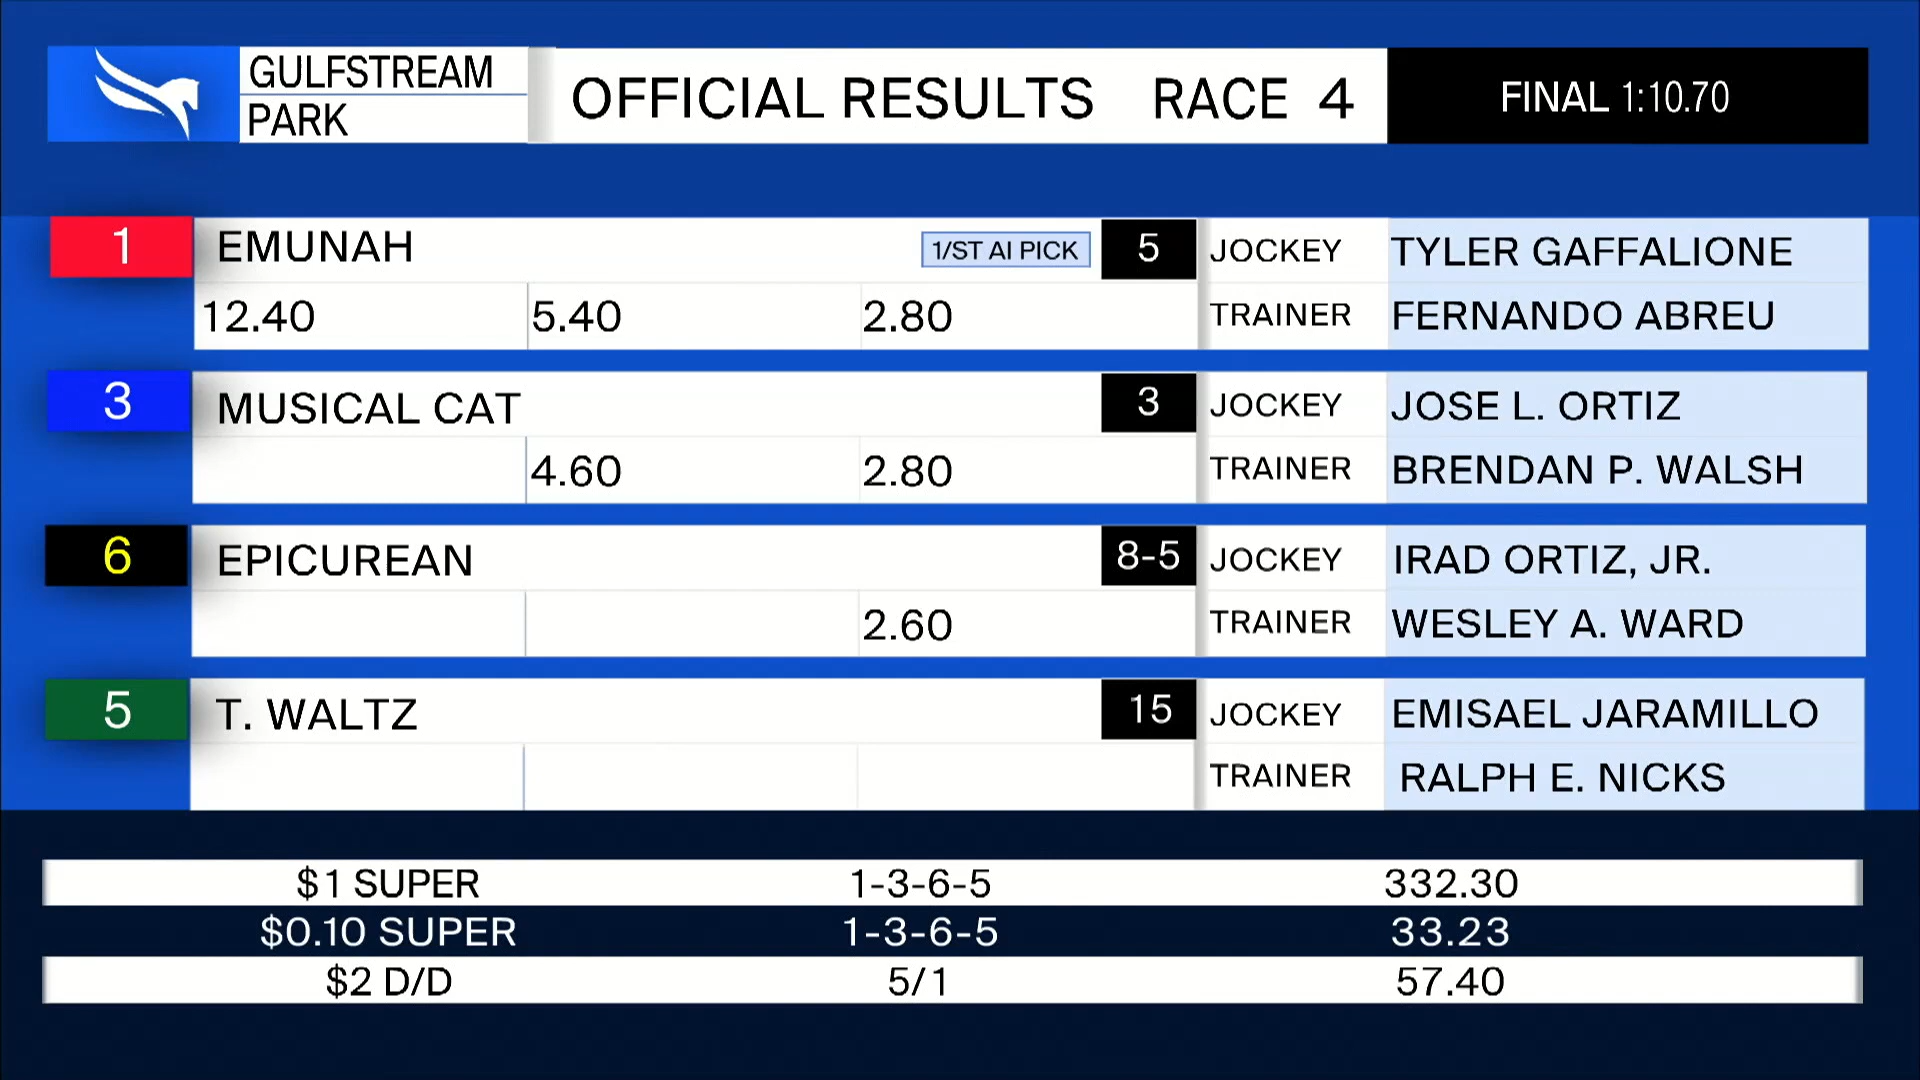 GULFSTREAM
PARK
OFFICIAL RESULTS RACE 4
FINAL 1:10.70
1 EMUNAH 1/ST AI PICK 5 JOCKEY TYLER GAFFALIONE
12.40 5.40 2.80 TRAINER FERNANDO ABREU
3 MUSICAL CAT 3 JOCKEY JOSE L. ORTIZ
4.60 2.80 TRAINER BRENDAN P. WALSH
6 EPICUREAN 8-5 JOCKEY IRAD ORTIZ, JR.
2.60 TRAINER WESLEY A. WARD
5 T. WALTZ 15 JOCKEY EMISAEL JARAMILLO
TRAINER RALPH E. NICKS
$1 SUPER 1-3-6-5 332.30
$0.10 SUPER 1-3-6-5 33.23
$2 D/D 5/1 57.40